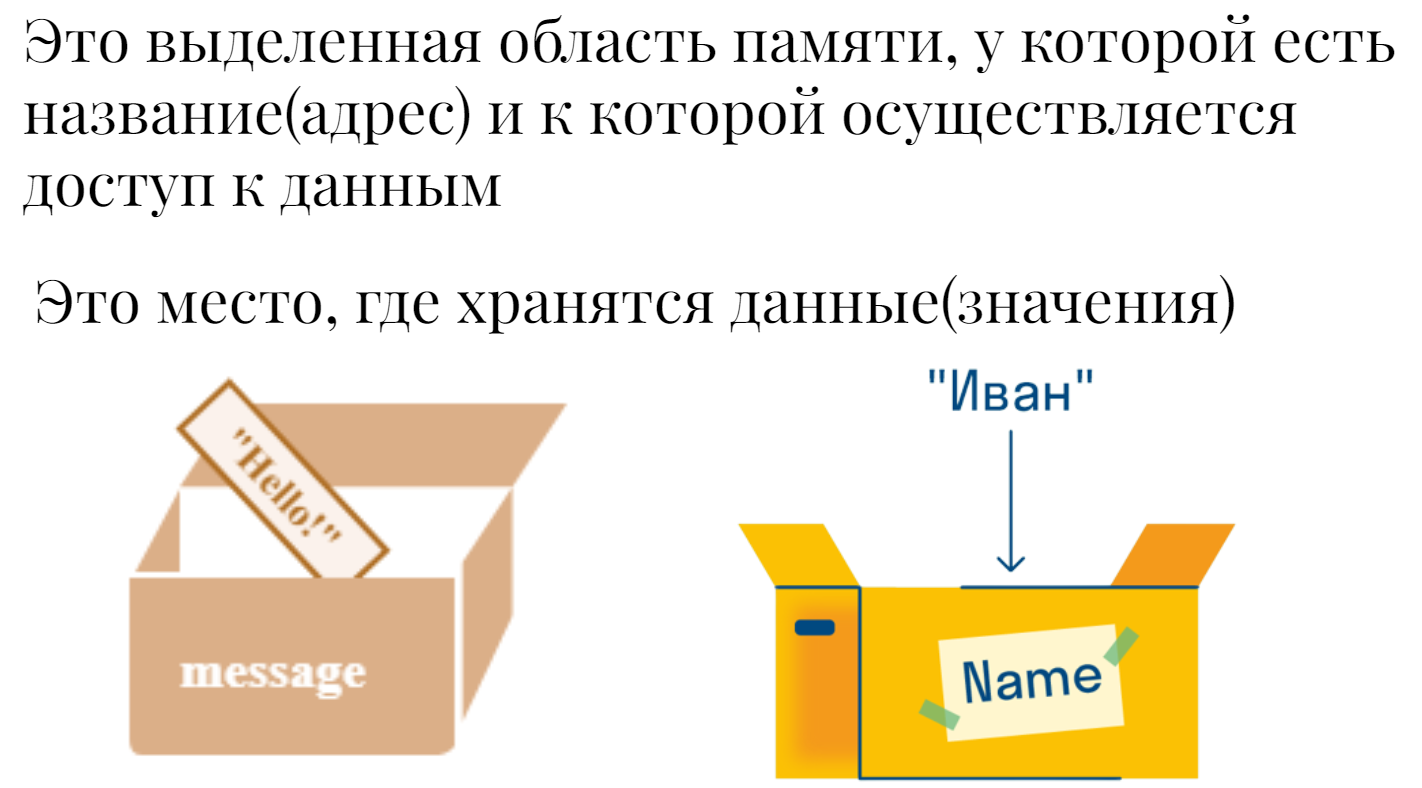 Это выделенная область памяти, у которой есть
название(адрес) и к которой осуществляется
доступ к данным
Это место, где хранятся данные(значения)
"Hello!"
message
"Иван"
Name